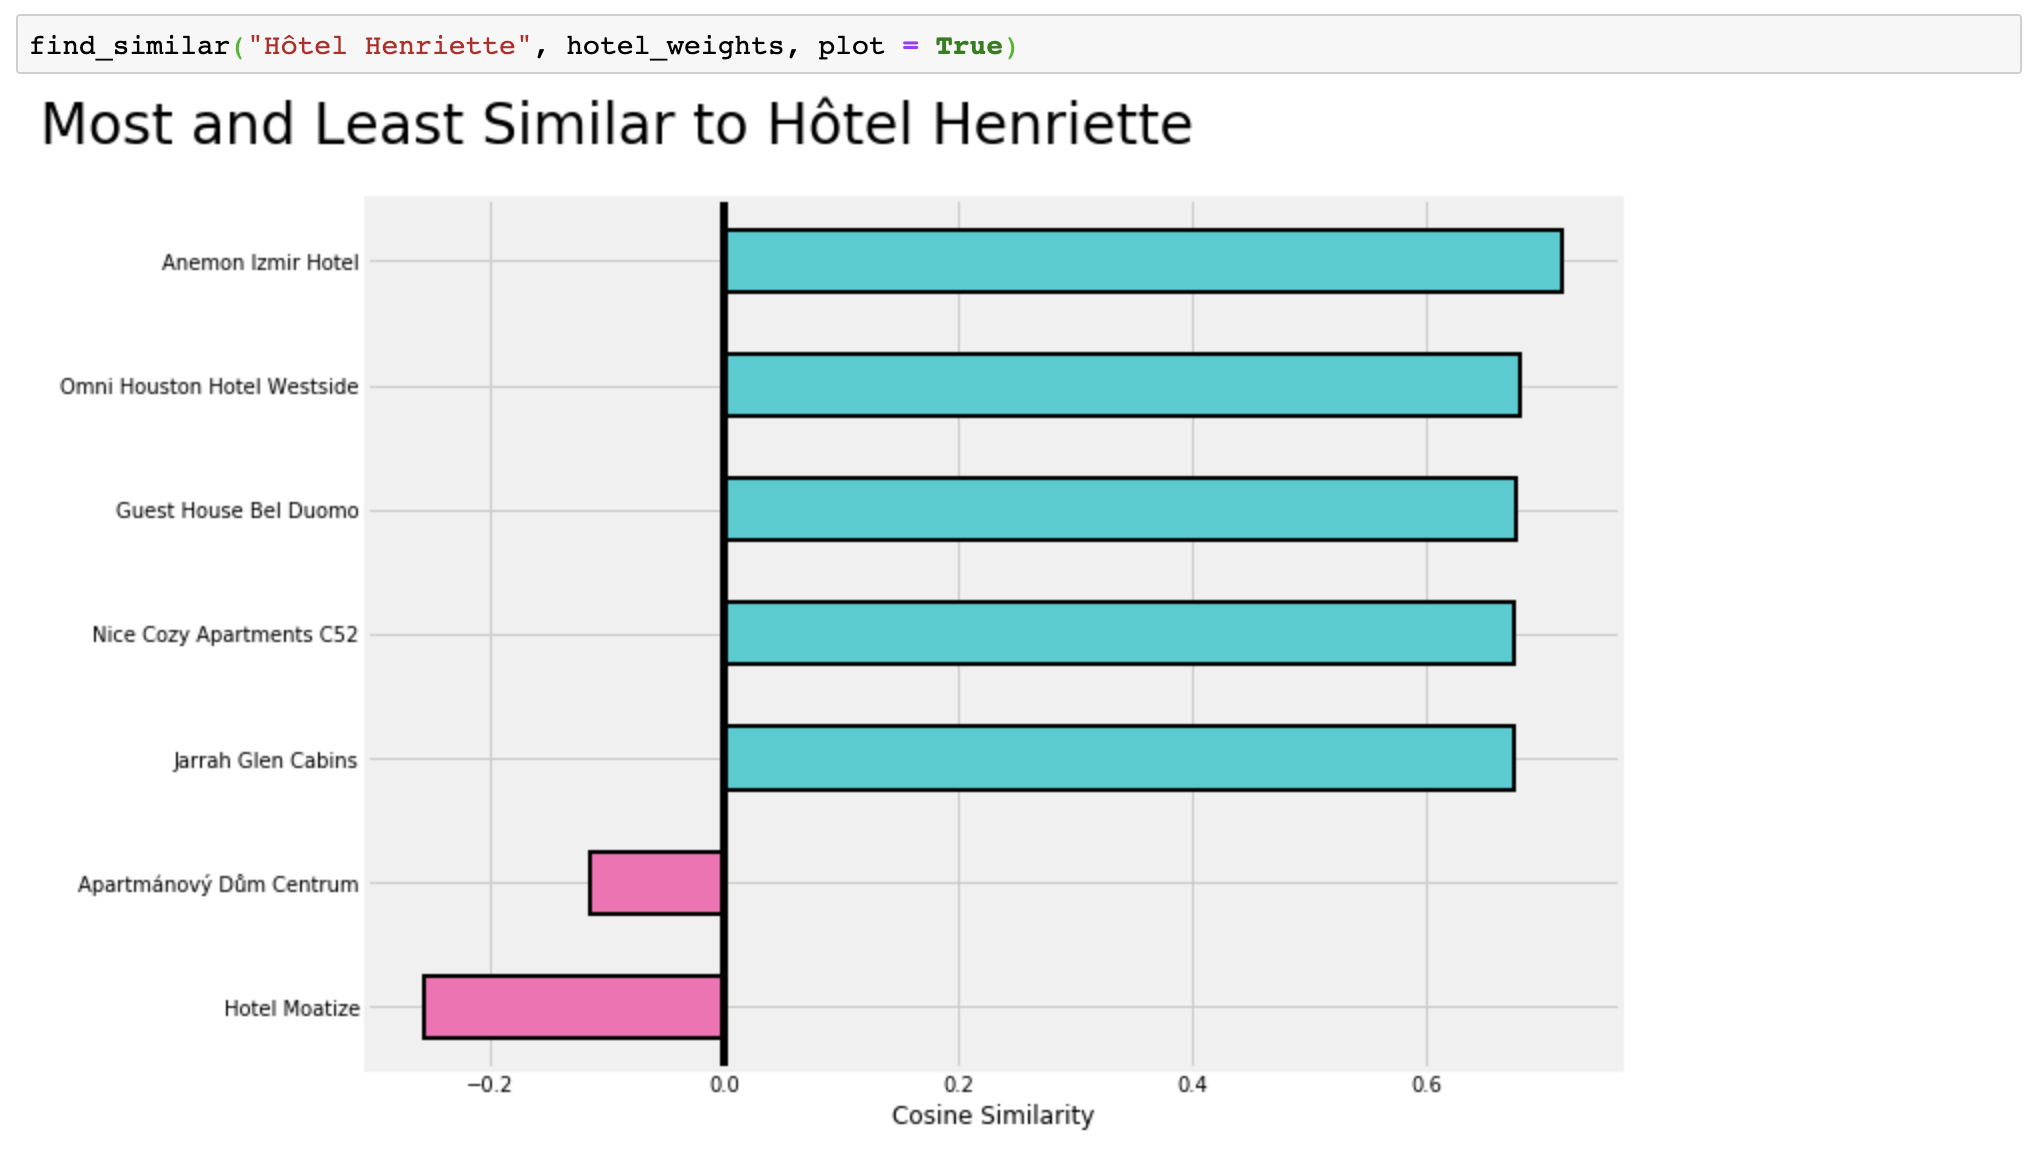 find_similar("Hôtel Henriette", hotel_weights, plot = True)
Most and Least Similar to Hôtel Henriette
Anemon Izmir Hotel
Omni Houston Hotel Westside
Guest House Bel Duomo
Nice Cozy Apartments C52
Jarrah Glen Cabins
Apartmánový Dům Centrum
Hotel Moatize
−0.2 0.0 0.2 0.4 0.6
Cosine Similarity